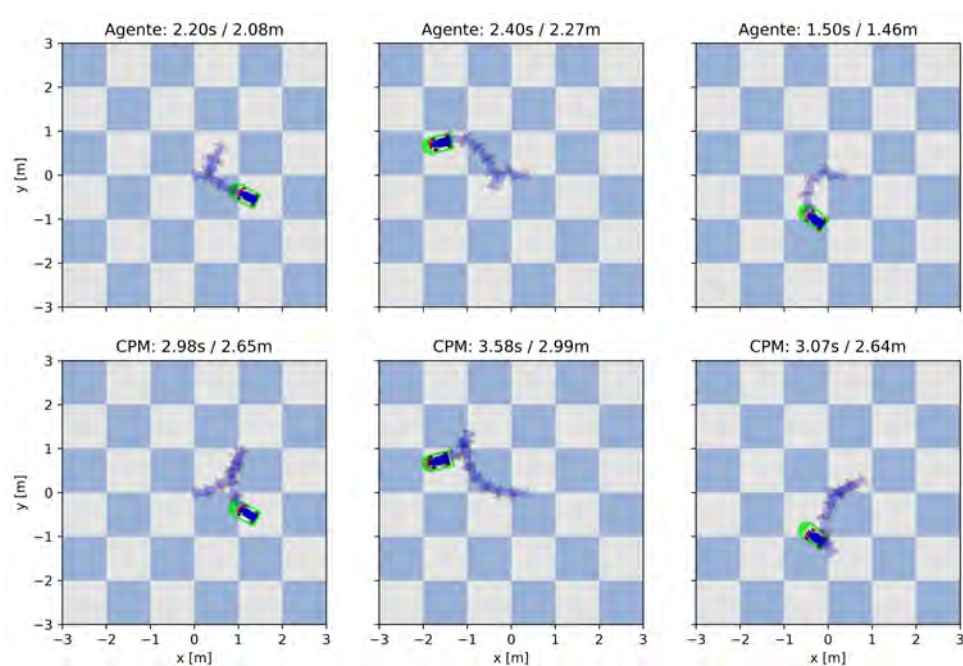 Agente: 2.20s / 2.08m
Agente: 2.40s / 2.27m
Agente: 1.50s / 1.46m
3
2
1
0
−1
−2
−3
y [m]
CPM: 2.98s / 2.65m
CPM: 3.58s / 2.99m
CPM: 3.07s / 2.64m
3
2
1
0
−1
−2
−3
y [m]
−3 −2 −1 0 1 2 3
−3 −2 −1 0 1 2 3
−3 −2 −1 0 1 2 3
x [m]
x [m]
x [m]